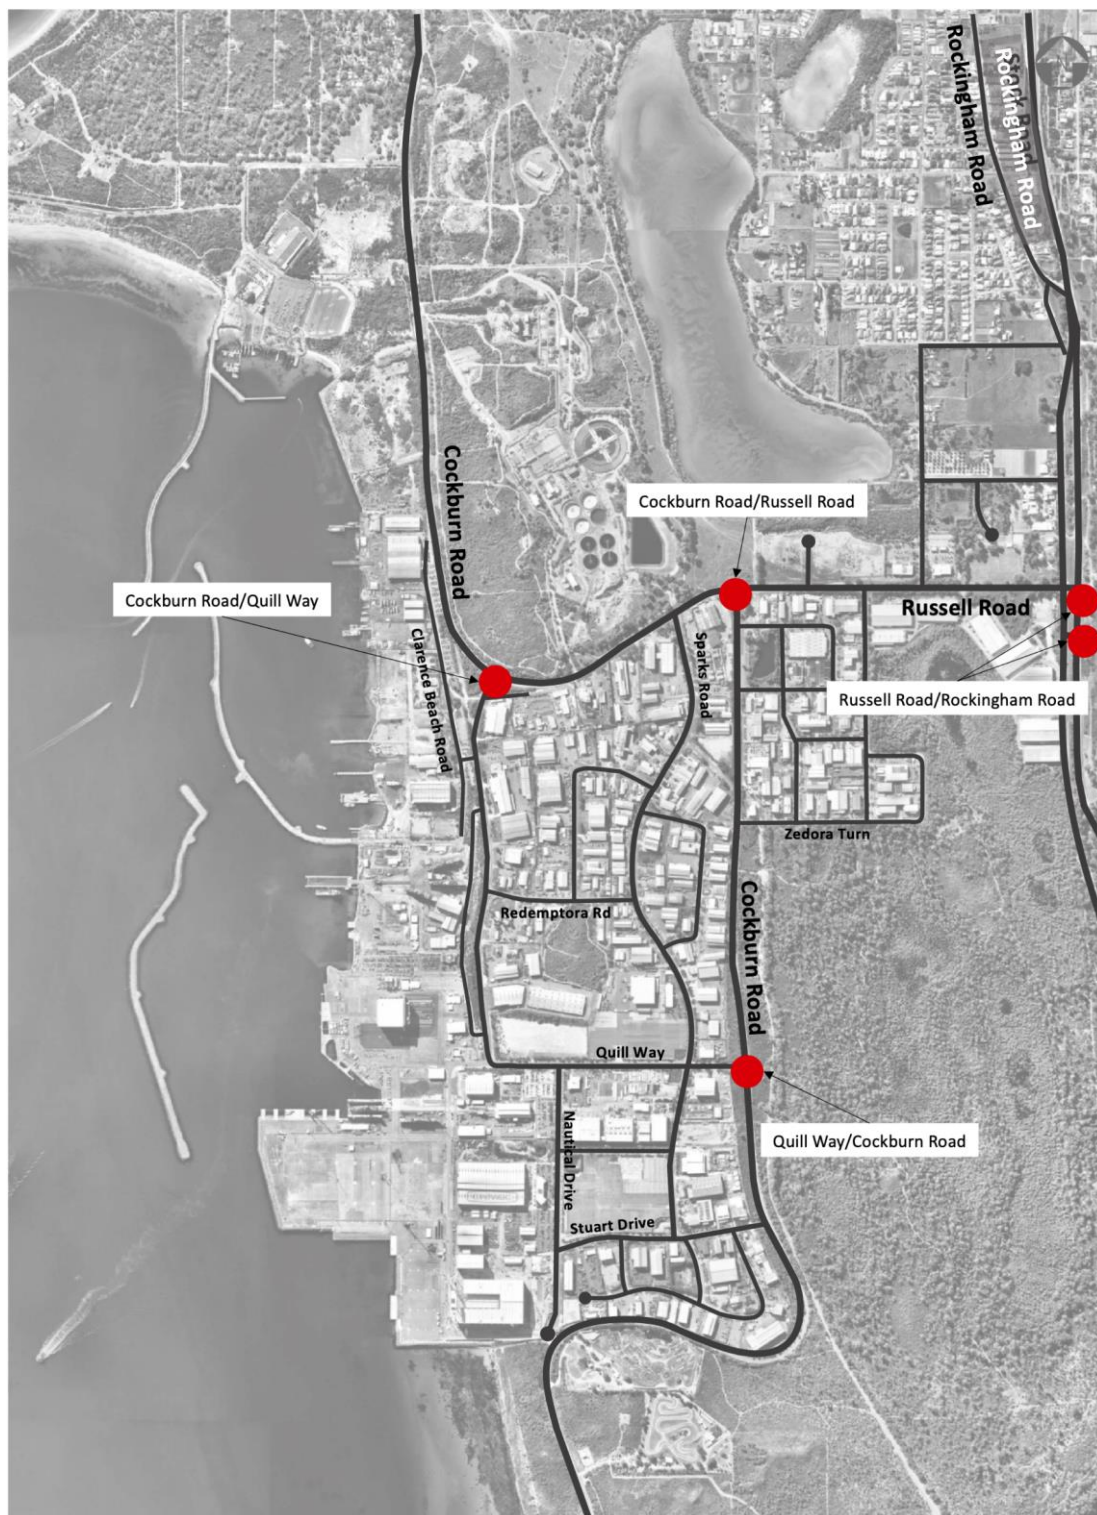 Rockingham Road
Stock Road
Rockingham Road
Cockburn Road
Cockburn Road/Russell Road
Cockburn Road/Quill Way
Russell Road
Clarence Beach Road
Sparks Road
Russell Road/Rockingham Road
Zedora Turn
Redemptora Rd
Cockburn Road
Quill Way
Nautical Drive
Quill Way/Cockburn Road
Stuart Drive